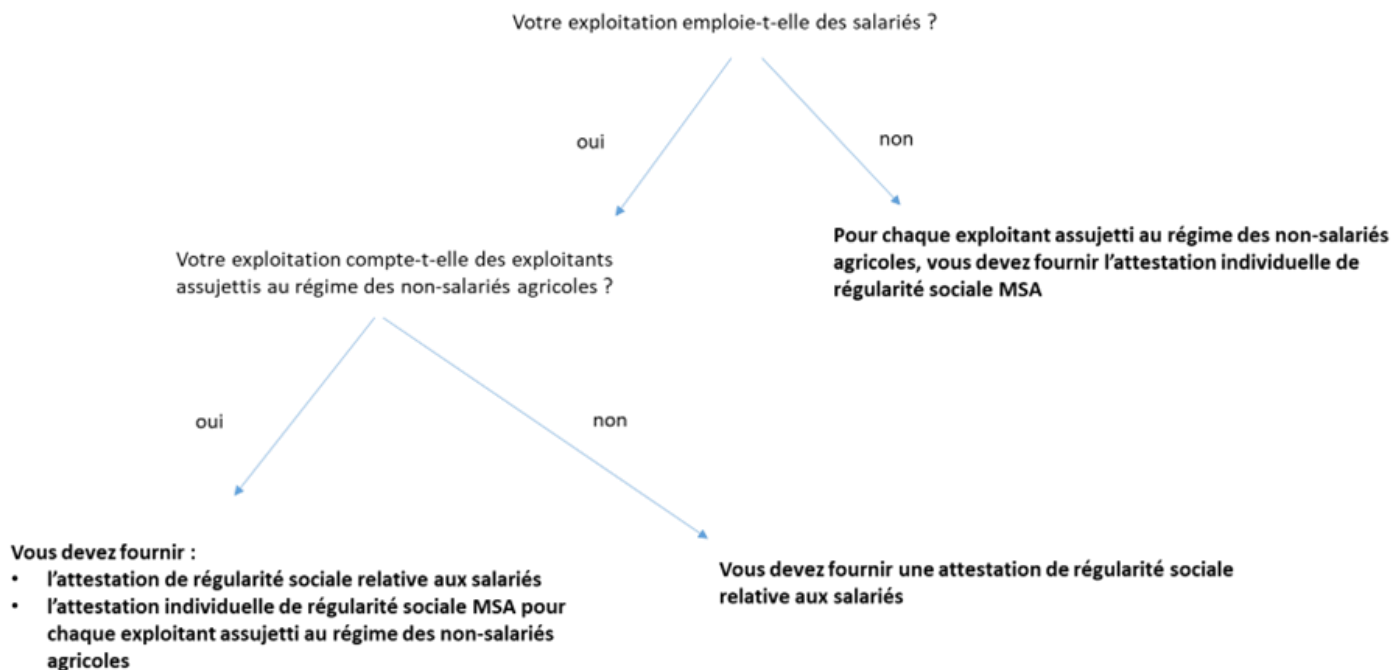 Votre exploitation emploie-t-elle des salariés ?
oui
non
Pour chaque exploitant assujetti au régime des non-salariés
agricoles, vous devez fournir l'attestation individuelle de
régularité sociale MSA
Votre exploitation compte-t-elle des exploitants
assujettis au régime des non-salariés agricoles ?
oui
non
Vous devez fournir :
• l'attestation de régularité sociale relative aux salariés
• l'attestation individuelle de régularité sociale MSA pour
chaque exploitant assujetti au régime des non-salariés
agricoles
Vous devez fournir une attestation de régularité sociale
relative aux salariés